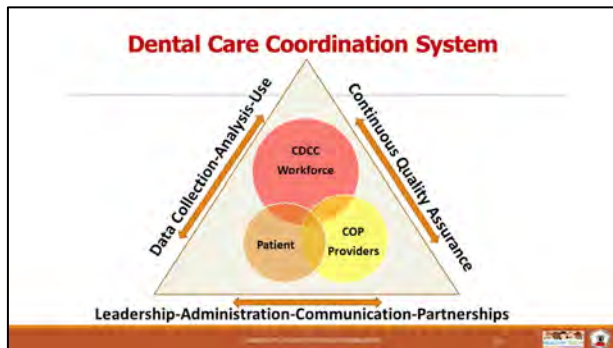 Dental Care Coordination System
Data Collection-Analysis-Use
Continuous Quality Assurance
CDCC
Workforce
Patient
COP
Providers
Leadership-Administration-Communication-Partnerships